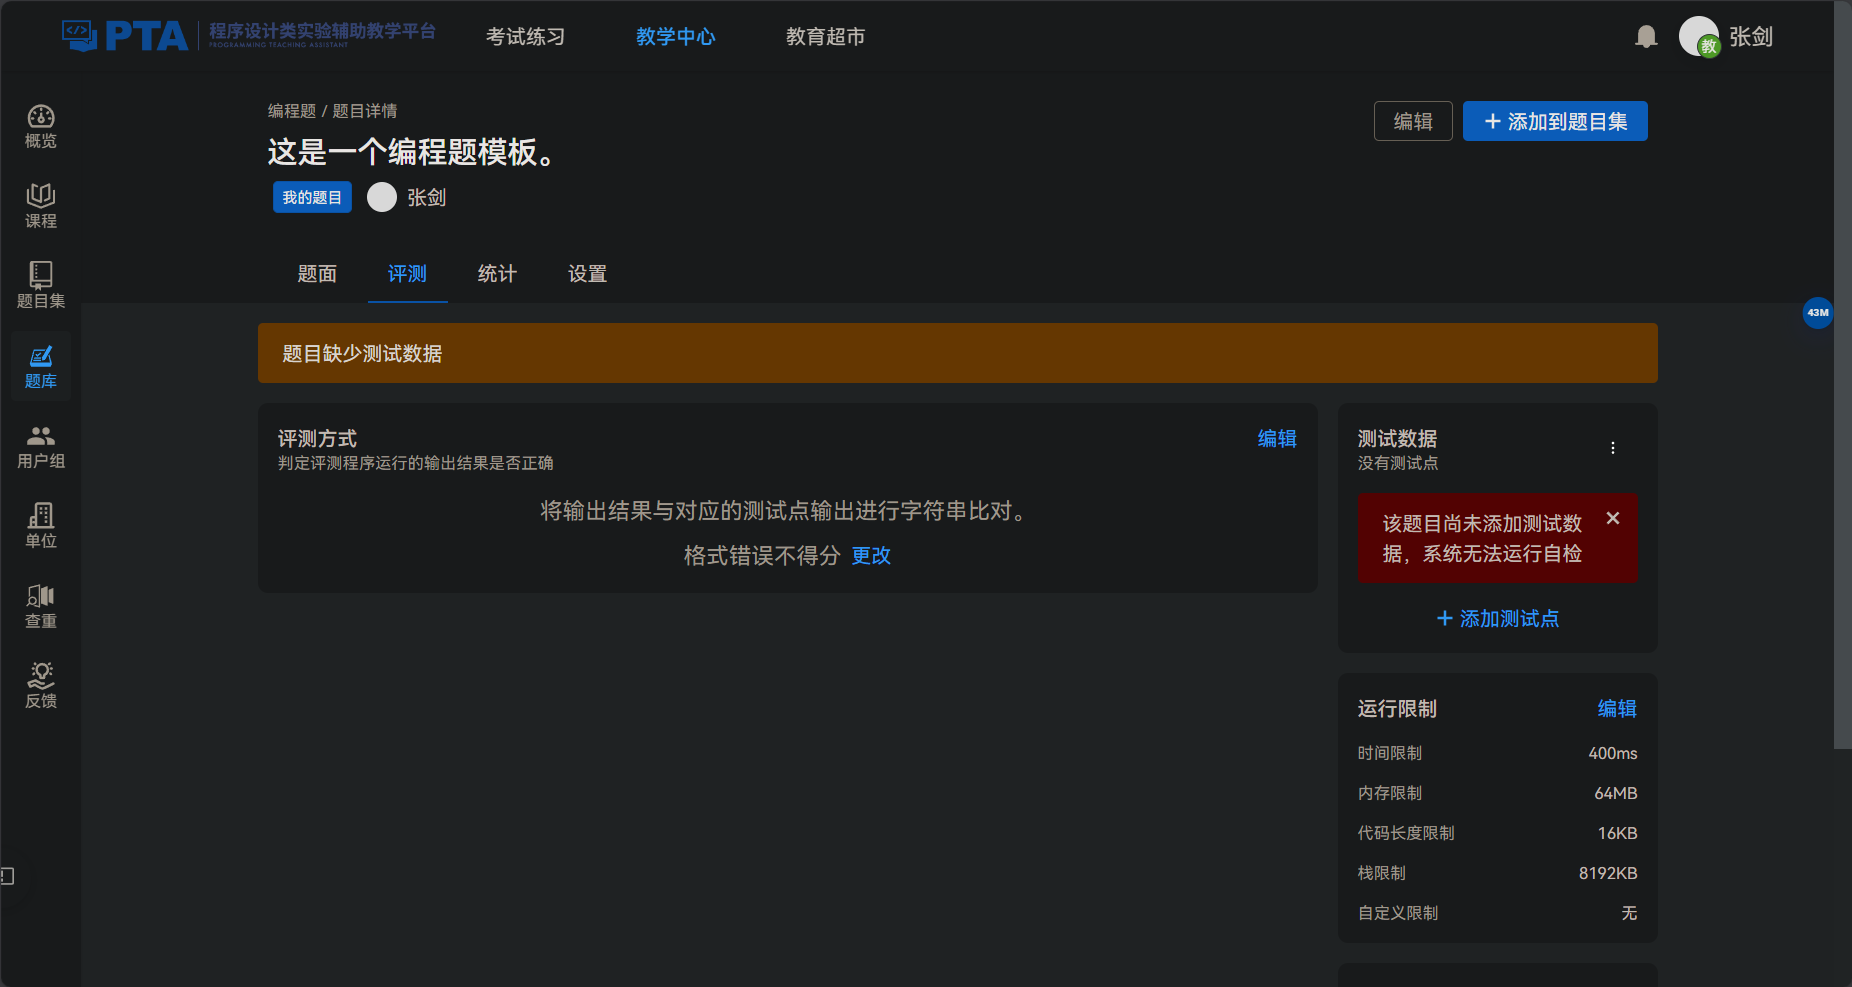 PTA 程序设计类实验辅助教学平台
PROGRAMMING TEACHING ASSISTANT
考试练习
教学中心
教育超市
教
张剑
概览
课程
题目集
题库
用户组
单位
查重
反馈
编程题 / 题目详情
这是一个编程题模板。
我的题目
张剑
编辑
添加到题目集
题面
评测
统计
设置
43M
题目缺少测试数据
评测方式
编辑
判定评测程序运行的输出结果是否正确
将输出结果与对应的测试点输出进行字符串比对。
格式错误不得分 更改
测试数据
没有测试点
该题目尚未添加测试数
据，系统无法运行自检
添加测试点
运行限制
编辑
时间限制 400ms
内存限制 64MB
代码长度限制 16KB
栈限制 8192KB
自定义限制 无